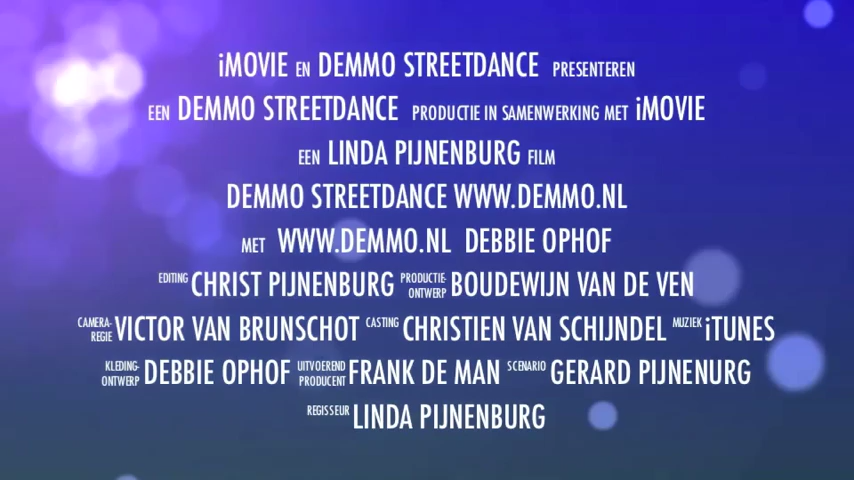 iMOVIE EN DEMMO STREETDANCE PRESENTEREN
EEN DEMMO STREETDANCE PRODUCTIE IN SAMENWERKING MET iMOVIE
EEN LINDA PIJNENBURG FILM
DEMMO STREETDANCE WWW.DEMMO.NL
MET WWW.DEMMO.NL DEBBIE OPHOF
EDITING CHRIST PIJNENBURG PRODUCTIE-ONTWERP BOUDEWIJN VAN DE VEN
CAMERA-REGIE VICTOR VAN BRUNSCHOT CASTING CHRISTIEN VAN SCHIJNDEL MUZIEK iTUNES
KLEDING-ONTWERP DEBBIE OPHOF UITVOEREND PRODUCENT FRANK DE MAN SCENARIO GERARD PIJNENURG
REGISSEUR LINDA PIJNENBURG